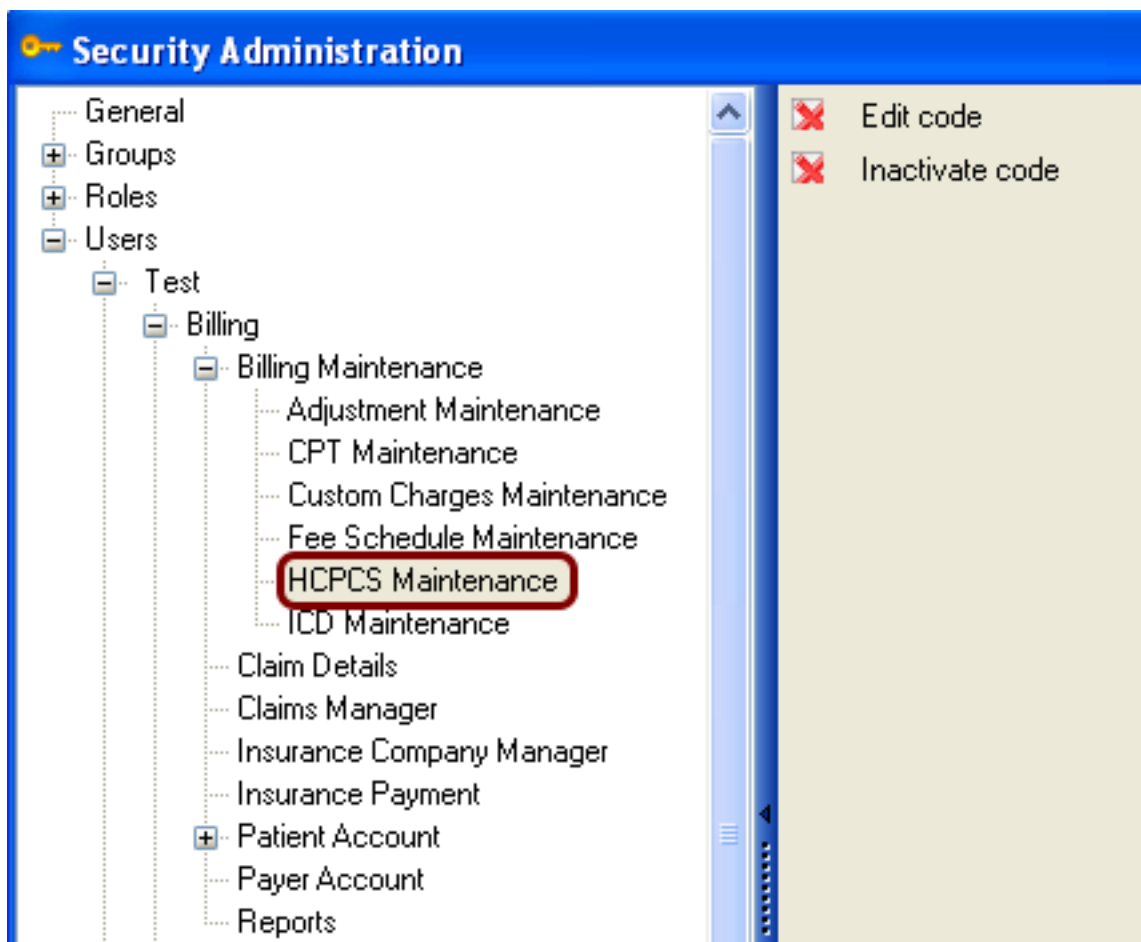 Security Administration
General
Groups
Roles
Users
Test
Billing
Billing Maintenance
Adjustment Maintenance
CPT Maintenance
Custom Charges Maintenance
Fee Schedule Maintenance
HCPCS Maintenance
ICD Maintenance
Claim Details
Claims Manager
Insurance Company Manager
Insurance Payment
Patient Account
Payer Account
Reports
Edit code
Inactivate code